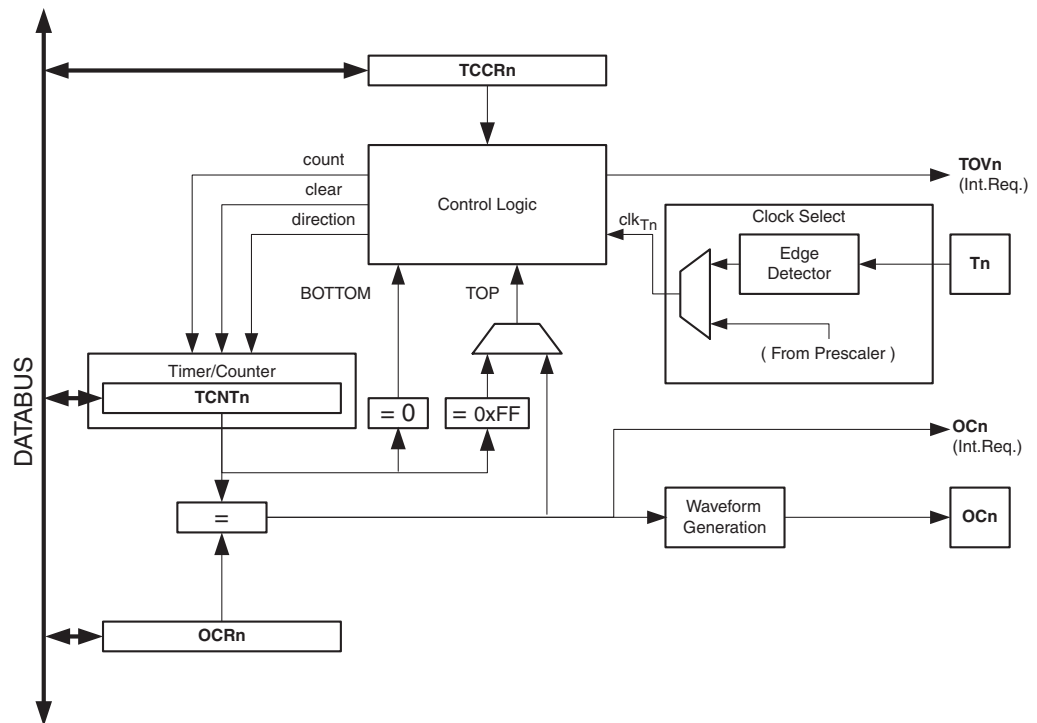 TCCRn
count
clear
direction
Control Logic
TOVn
(Int.Req.)
Clock Select
clkTn
Edge
Detector
Tn
( From Prescaler )
BOTTOM
TOP
DATABUS
Timer/Counter
TCNTn
= 0
= 0xFF
OCn
(Int.Req.)
=
Waveform
Generation
OCn
OCRn